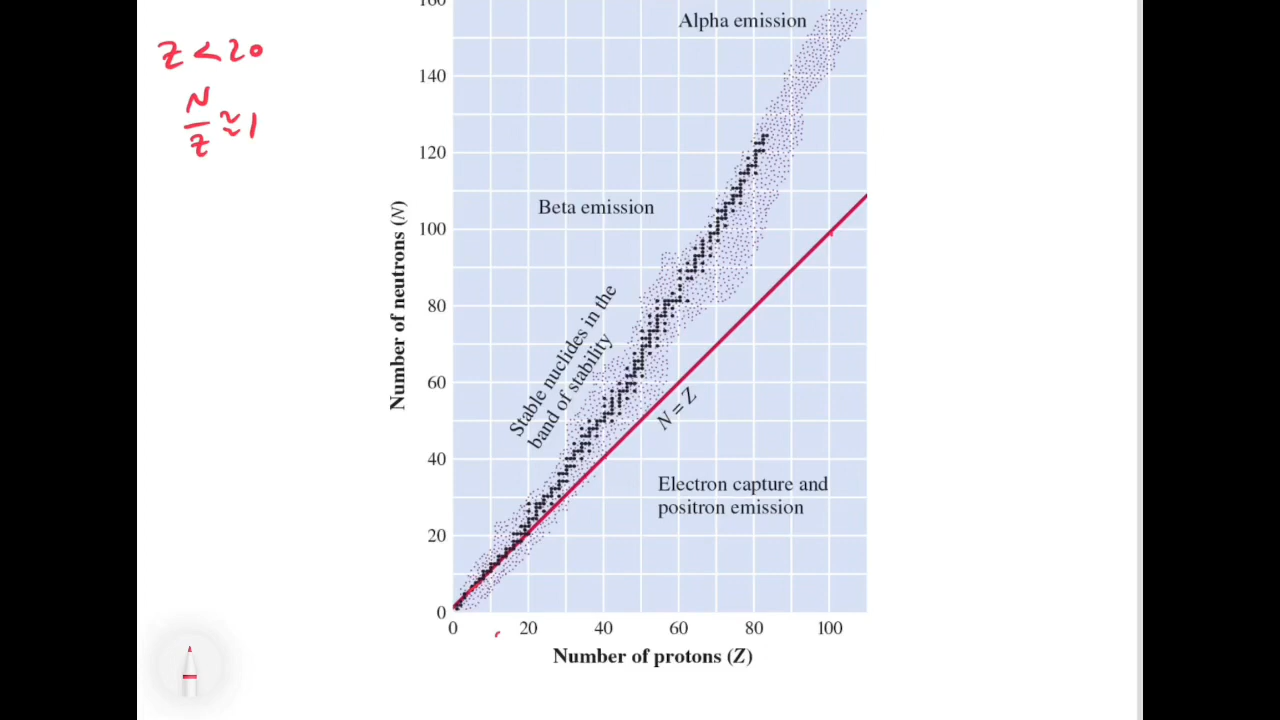 Z < 20
N
Z
≅ 1
160
Alpha emission
140
120
Beta emission
100
80
60
40
20
0
Number of neutrons (N)
Stable nuclides in the
band of stability
N = Z
Electron capture and
positron emission
0 20 40 60 80 100
Number of protons (Z)